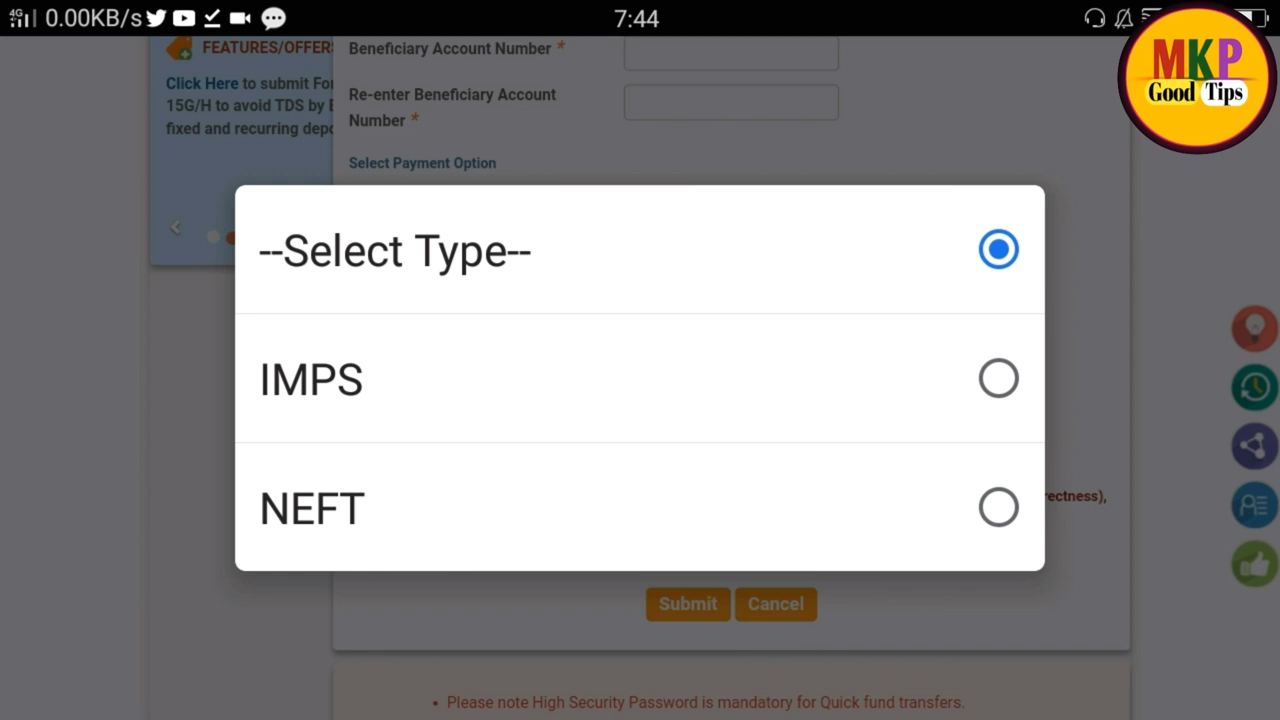 4G 0.00KB/s 7:44
MKP
Good Tips
FEATURES/OFFER
Click Here to submit For
15G/H to avoid TDS by
fixed and recurring depo
Beneficiary Account Number *
Re-enter Beneficiary Account
Number *
Select Payment Option
--Select Type--
IMPS
NEFT
rectness),
Submit Cancel
• Please note High Security Password is mandatory for Quick fund transfers.